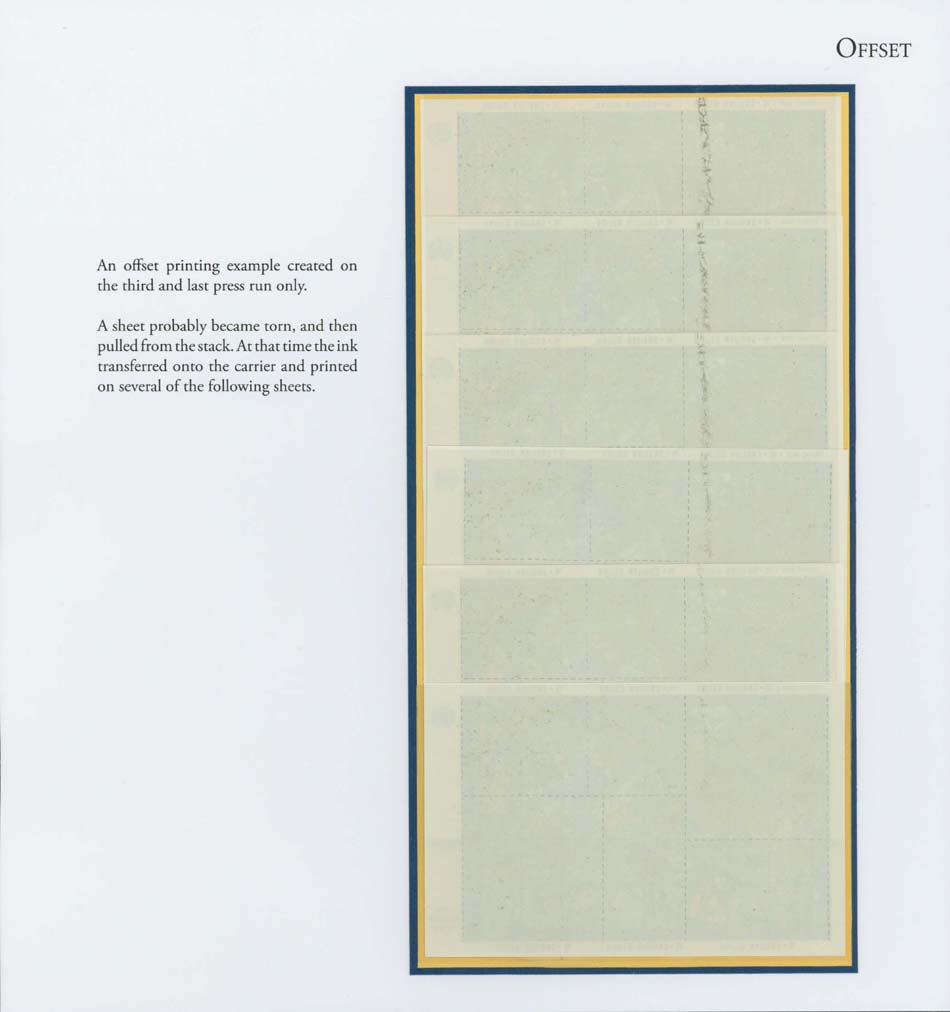 OFFSET
An offset printing example created on
the third and last press run only.
A sheet probably became torn, and then
pulled from the stack. At that time the ink
transferred onto the carrier and printed
on several of the following sheets.